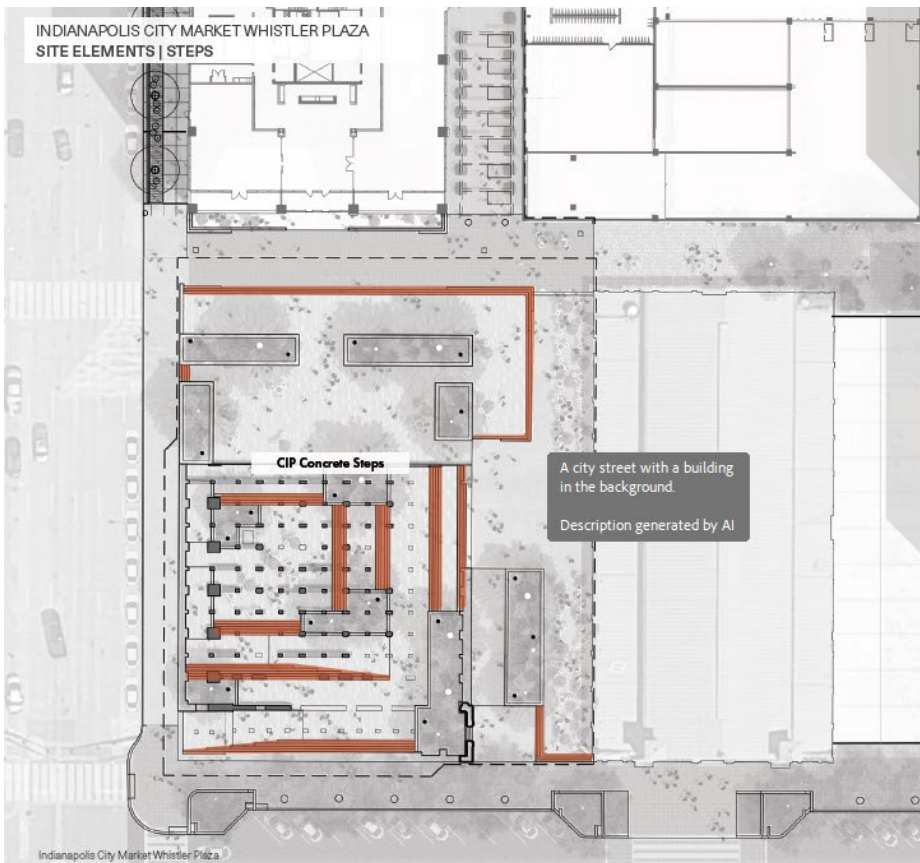 INDIANAPOLIS CITY MARKET WHISTLER PLAZA
SITE ELEMENTS | STEPS
CIP Concrete Steps
A city street with a building
in the background.
Description generated by AI
Indianapolis City Market Whistler Plaza